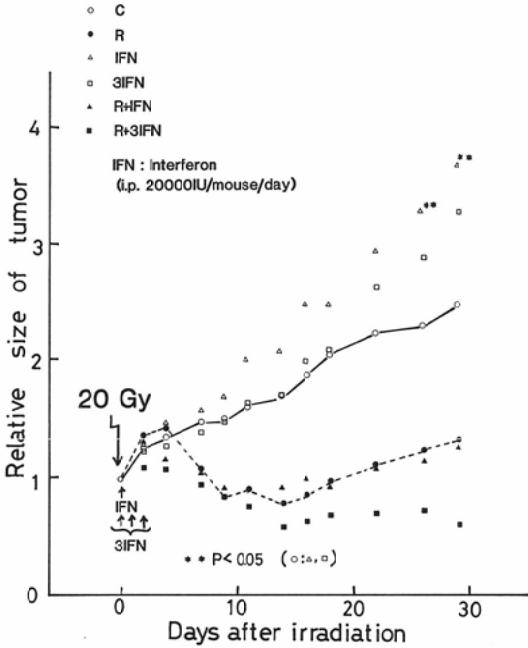 C
R
IFN
3IFN
R+IFN
R+3IFN
IFN : Interferon
(i.p. 20000IU/mouse/day)
Relative size of tumor
4
3
2
1
0
20 Gy
IFN
3IFN
** P< 0.05 (○:△,□)
**
**
0 10 20 30
Days after irradiation